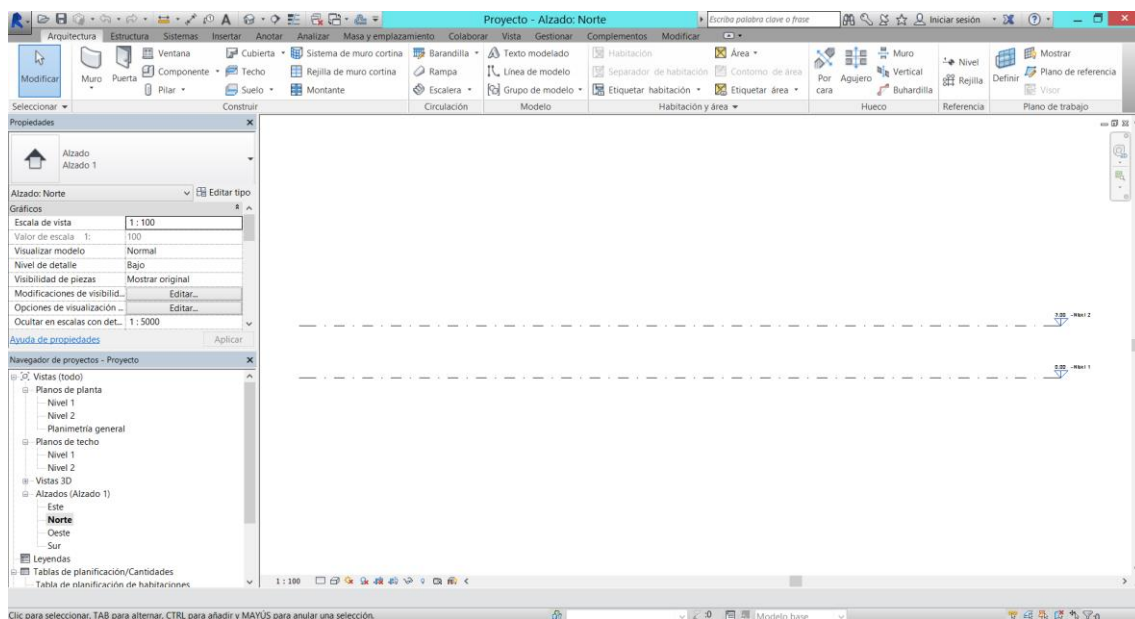 Proyecto - Alzado: Norte
Escriba palabra clave o frase
Iniciar sesión
Arquitectura Estructura Sistemas Insertar Anotar Analizar Masa y emplazamiento Colaborar Vista Gestionar Complementos Modificar
Modificar
Muro
Puerta
Ventana
Componente
Pilar
Cubierta
Techo
Suelo
Sistema de muro cortina
Rejilla de muro cortina
Montante
Barandilla
Rampa
Escalera
Texto modelado
Línea de modelo
Grupo de modelo
Habitación
Separador de habitación
Etiquetar habitación
Área
Contorno de área
Etiquetar área
Por cara
Agujero
Muro
Vertical
Buhardilla
Nivel
Rejilla
Definir
Mostrar
Plano de referencia
Visor
Seleccionar Construir Circulación Modelo Habitación y área Hueco Referencia Plano de trabajo
Propiedades
Alzado
Alzado 1
Alzado: Norte Editar tipo
Gráficos
Escala de vista 1 : 100
Valor de escala 1: 100
Visualizar modelo Normal
Nivel de detalle Bajo
Visibilidad de piezas Mostrar original
Modificaciones de visibilid... Editar...
Opciones de visualización ... Editar...
Ocultar en escalas con det... 1 : 5000
Ayuda de propiedades Aplicar
Navegador de proyectos - Proyecto
Vistas (todo)
Planos de planta
Nivel 1
Nivel 2
Planimetría general
Planos de techo
Nivel 1
Nivel 2
Vistas 3D
Alzados (Alzado 1)
Este
Norte
Oeste
Sur
Leyendas
Tablas de planificación/Cantidades
Tabla de planificación de habitaciones
3.00 Nivel 2
0.00 Nivel 1
1 : 100
Clic para seleccionar. TAB para alternar. CTRL para añadir y MAYÚS para anular una selección.
:0
Modelo base
:0